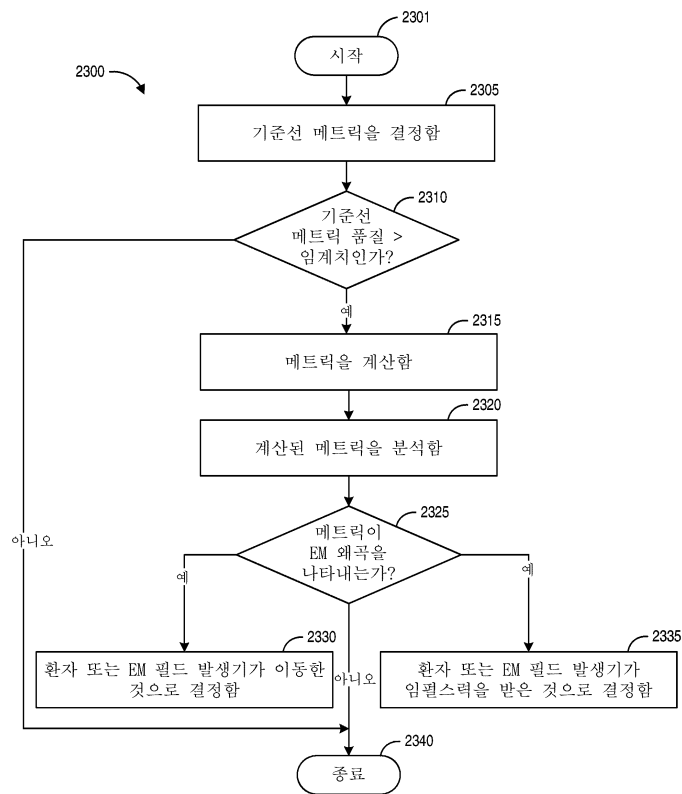 2301
시작
2300
2305
기준선 메트릭을 결정함
2310
기준선
메트릭 품질 >
임계치인가?
예
2315
메트릭을 계산함
2320
계산된 메트릭을 분석함
2325
메트릭이
EM 왜곡을
나타내는가?
아니오
예
예
2330
환자 또는 EM 필드 발생기가 이동한
것으로 결정함
아니오
2335
환자 또는 EM 필드 발생기가
임펄스력을 받은 것으로 결정함
2340
종료